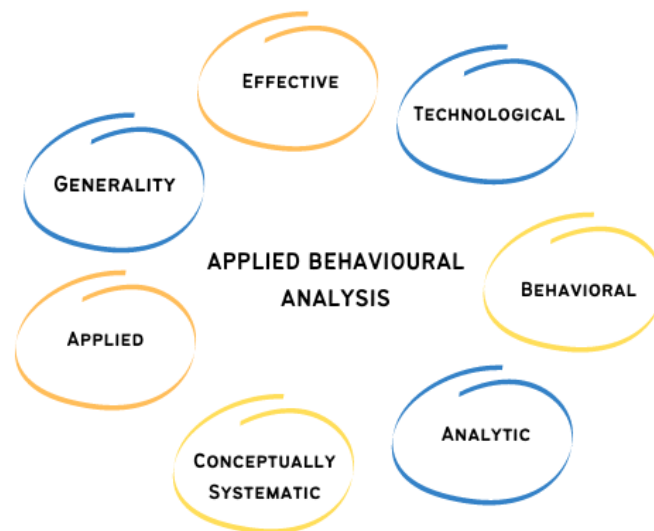 EFFECTIVE
TECHNOLOGICAL
GENERALITY
APPLIED BEHAVIOURAL
ANALYSIS
BEHAVIORAL
APPLIED
ANALYTIC
CONCEPTUALLY
SYSTEMATIC